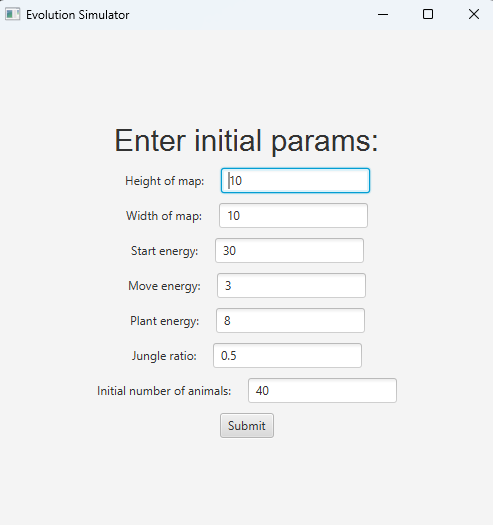 Evolution Simulator
Enter initial params:
Height of map: 10
Width of map: 10
Start energy: 30
Move energy: 3
Plant energy: 8
Jungle ratio: 0.5
Initial number of animals: 40
Submit